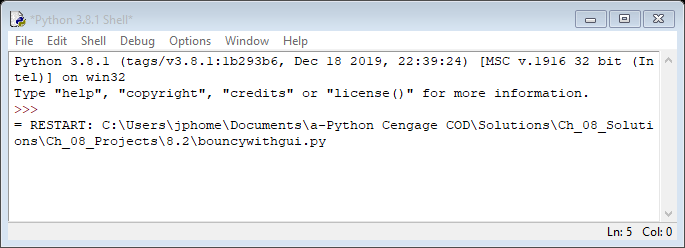 *Python 3.8.1 Shell*
File Edit Shell Debug Options Window Help
Python 3.8.1 (tags/v3.8.1:1b293b6, Dec 18 2019, 22:39:24) [MSC v.1916 32 bit (In
tel)] on win32
Type "help", "copyright", "credits" or "license()" for more information.
>>>
= RESTART: C:\Users\jphome\Documents\a-Python Cengage COD\Solutions\Ch_08_Soluti
ons\Ch_08_Projects\8.2\bouncywithgui.py
Ln: 5 Col: 0